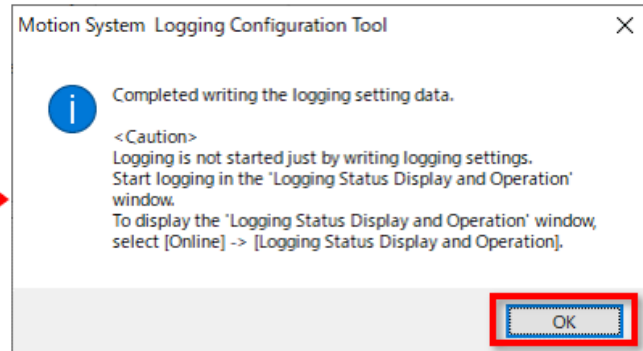 Motion System Logging Configuration Tool
Completed writing the logging setting data.
<Caution>
Logging is not started just by writing logging settings.
Start logging in the 'Logging Status Display and Operation'
window.
To display the 'Logging Status Display and Operation' window,
select [Online] -> [Logging Status Display and Operation].
OK